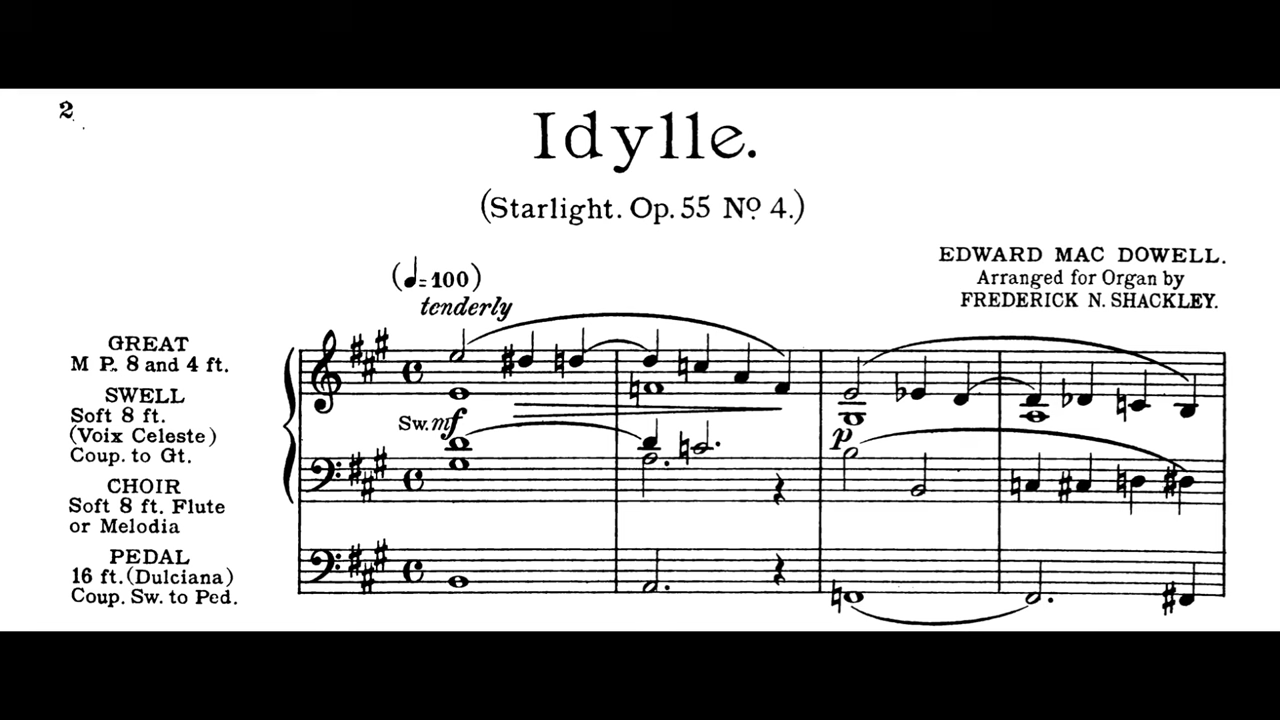 2
Idylle.
(Starlight. Op. 55 No. 4.)
EDWARD MAC DOWELL.
Arranged for Organ by
FREDERICK N. SHACKLEY.
(♩=100)
tenderly
GREAT
M P. 8 and 4 ft.
SWELL
Soft 8 ft.
(Voix Celeste)
Coup. to Gt.
CHOIR
Soft 8 ft. Flute
or Melodia
PEDAL
16 ft. (Dulciana)
Coup. Sw. to Ped.
Sw. mf
p